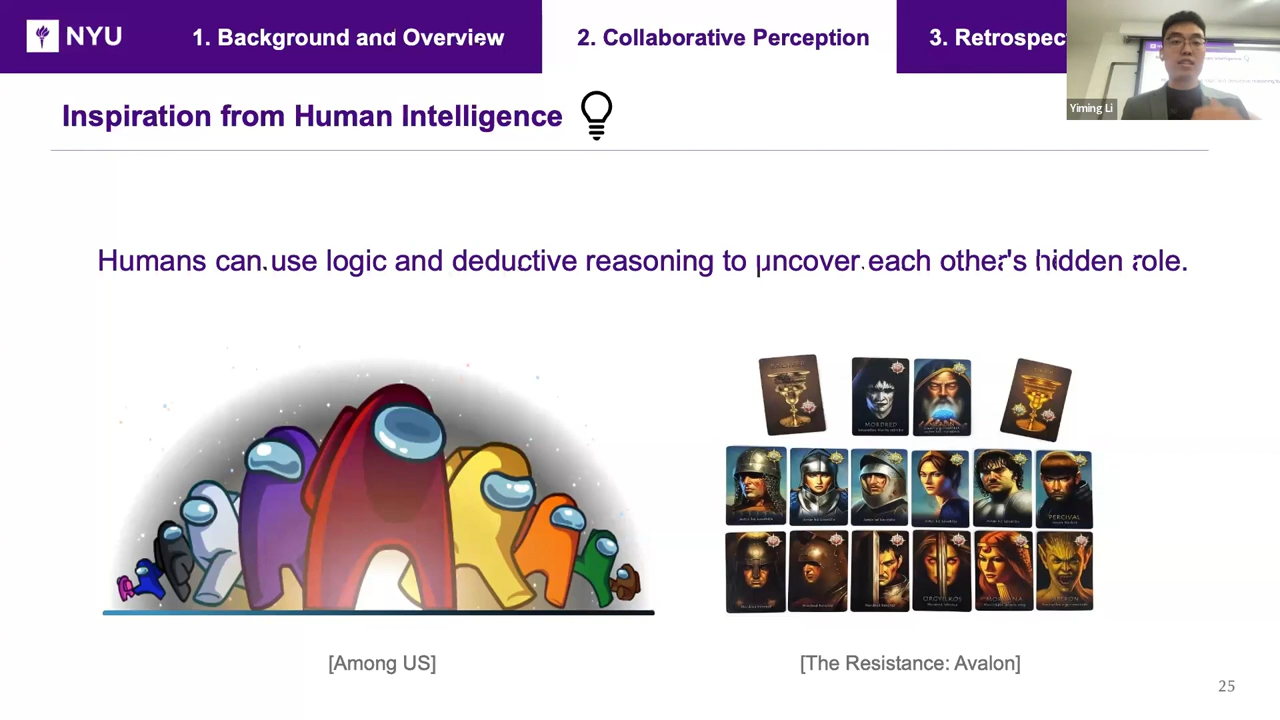 NYU
1. Background and Overview
2. Collaborative Perception
3. Retrospec
Yiming Li
Inspiration from Human Intelligence
Humans can use logic and deductive reasoning to uncover each other's hidden role.
MORDRED
MERLIN
PERCIVAL
[Among US]
[The Resistance: Avalon]
25